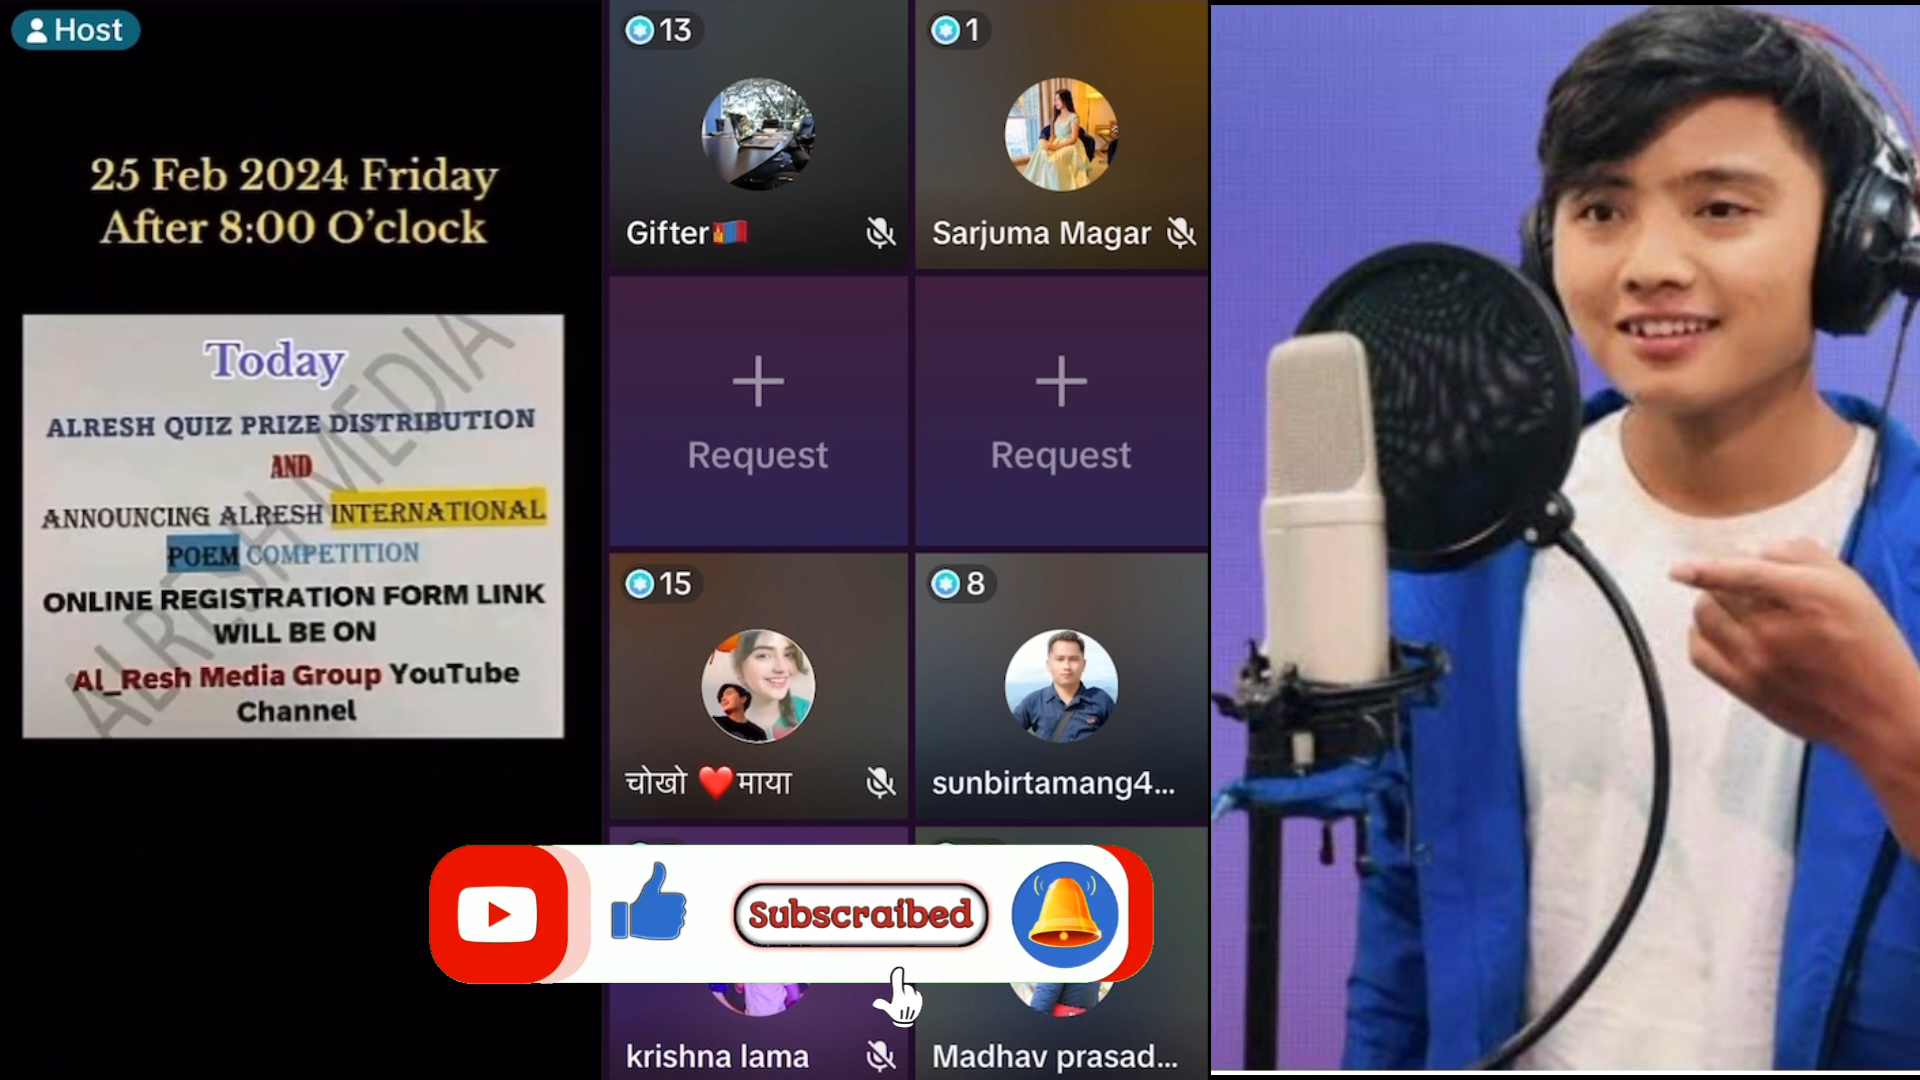 Host
25 Feb 2024 Friday
After 8:00 O’clock
Today
ALRESH QUIZ PRIZE DISTRIBUTION
AND
ANNOUNCING ALRESH INTERNATIONAL
POEM COMPETITION
ONLINE REGISTRATION FORM LINK
WILL BE ON
Al_Resh Media Group YouTube
Channel
ALRESH MEDIA
13
Gifter
1
Sarjuma Magar
Request
Request
15
चोखो ❤️माया
8
sunbirtamang4...
Subscraibed
krishna lama
Madhav prasad...